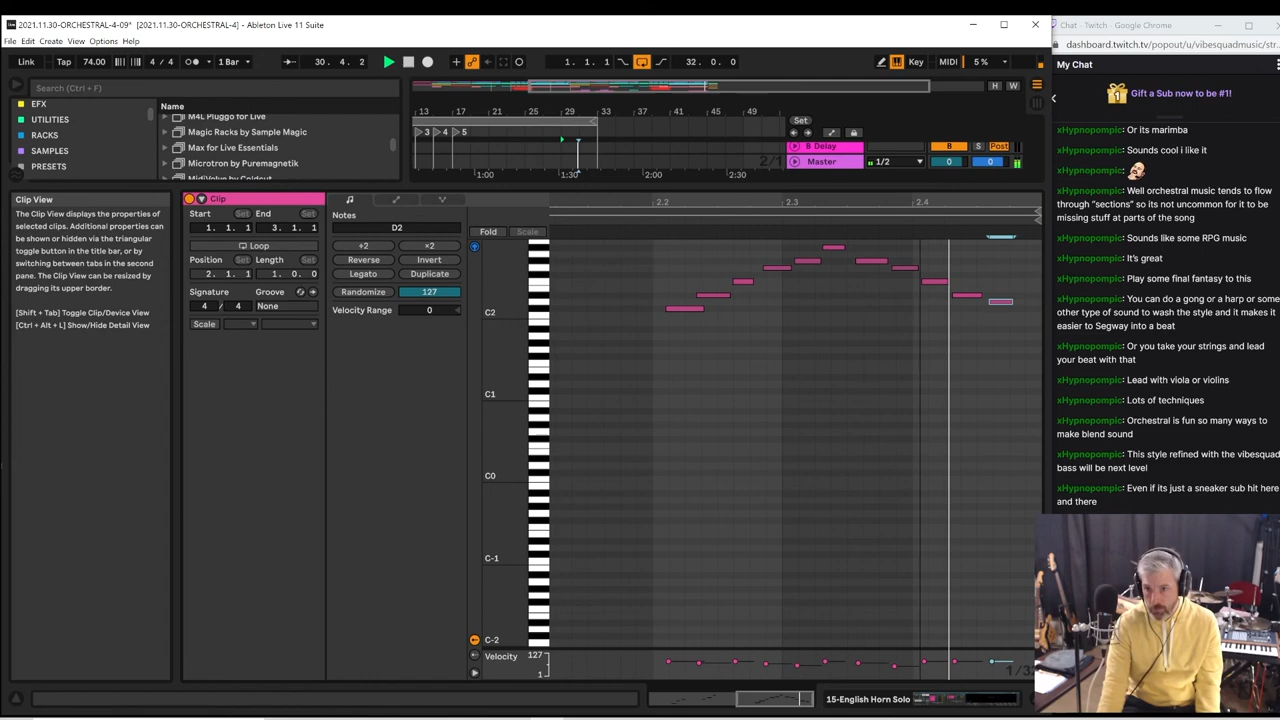 2021.11.30-ORCHESTRAL-4-09* [2021.11.30-ORCHESTRAL-4] - Ableton Live 11 Suite
File Edit Create View Options Help
Link Tap 74.00 4 / 4 1 Bar 30. 4. 2 1. 1. 1 32. 0. 0 Key MIDI 5 %
Search (Ctrl + F)
EFX
UTILITIES
RACKS
SAMPLES
PRESETS
Name
M4L Pluggo for Live
Magic Racks by Sample Magic
Max for Live Essentials
Microtron by Puremagnetik
MidiVolve by Coldcut
H W
13 17 21 25 29 33 37 41 45 49
Set
3 4 5
B Delay B S Post
Master 1/2 0 0
2/1
1:00 1:30 2:00 2:30
Clip View
The Clip View displays the properties of
selected clips. Additional properties can
be shown or hidden via the triangular
toggle button in the title bar, or by
switching between tabs in the second
pane. The Clip View can be resized by
dragging its upper border.
[Shift + Tab] Toggle Clip/Device View
[Ctrl + Alt + L] Show/Hide Detail View
Clip
Start Set End Set
1. 1. 1 3. 1. 1
Loop
Position Set Length Set
2. 1. 1 1. 0. 0
Signature Groove
4 / 4 None
Scale
Notes
D2
+2 ×2
Reverse Invert
Legato Duplicate
Randomize 127
Velocity Range 0
2.2 2.3 2.4
Fold Scale
C2
C1
C0
C-1
C-2
Velocity 127
1
1/32
15-English Horn Solo
Chat - Twitch - Google Chrome
dashboard.twitch.tv/popout/u/vibesquadmusic/str...
My Chat
Gift a Sub now to be #1!
xHypnopompic: Or its marimba
xHypnopompic: Sounds cool i like it
xHypnopompic:
xHypnopompic: Well orchestral music tends to flow
through “sections” so its not uncommon for it to be
missing stuff at parts of the song
xHypnopompic: Sounds like some RPG music
xHypnopompic: It’s great
xHypnopompic: Play some final fantasy to this
xHypnopompic: You can do a gong or a harp or some
other type of sound to wash the style and it makes it
easier to Segway into a beat
xHypnopompic: Or you take your strings and lead
your beat with that
xHypnopompic: Lead with viola or violins
xHypnopompic: Lots of techniques
xHypnopompic: Orchestral is fun so many ways to
make blend sound
xHypnopompic: This style refined with the vibesquad
bass will be next level
xHypnopompic: Even if its just a sneaker sub hit here
and there